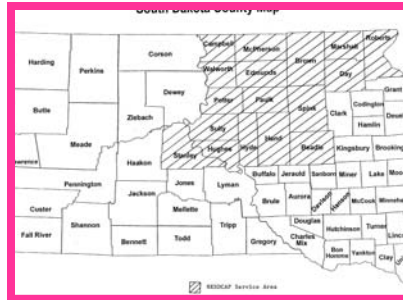 South Dakota County Map
Campbell McPherson Marshall Roberts
Harding Perkins Corson Brown
Walworth Edmunds Day
Dewey
Grant
Butte Potter Faulk Codington
Ziebach Spink Clark
Hamlin
Sully
Meade Hand
Hughes Hyde Beadle Kingsbury
Stanley
Haakon
Buffalo Jerauld Sanborn Miner Lake
Pennington Jones Lyman
Jackson Brule Aurora Davison Hanson McCook
Custer Mellette Douglas
Shannon Tripp Hutchinson Turner
Fall River Bennett Todd Gregory Charles
Mix Bon
Homme Yankton Clay
NESDCAP Service Area